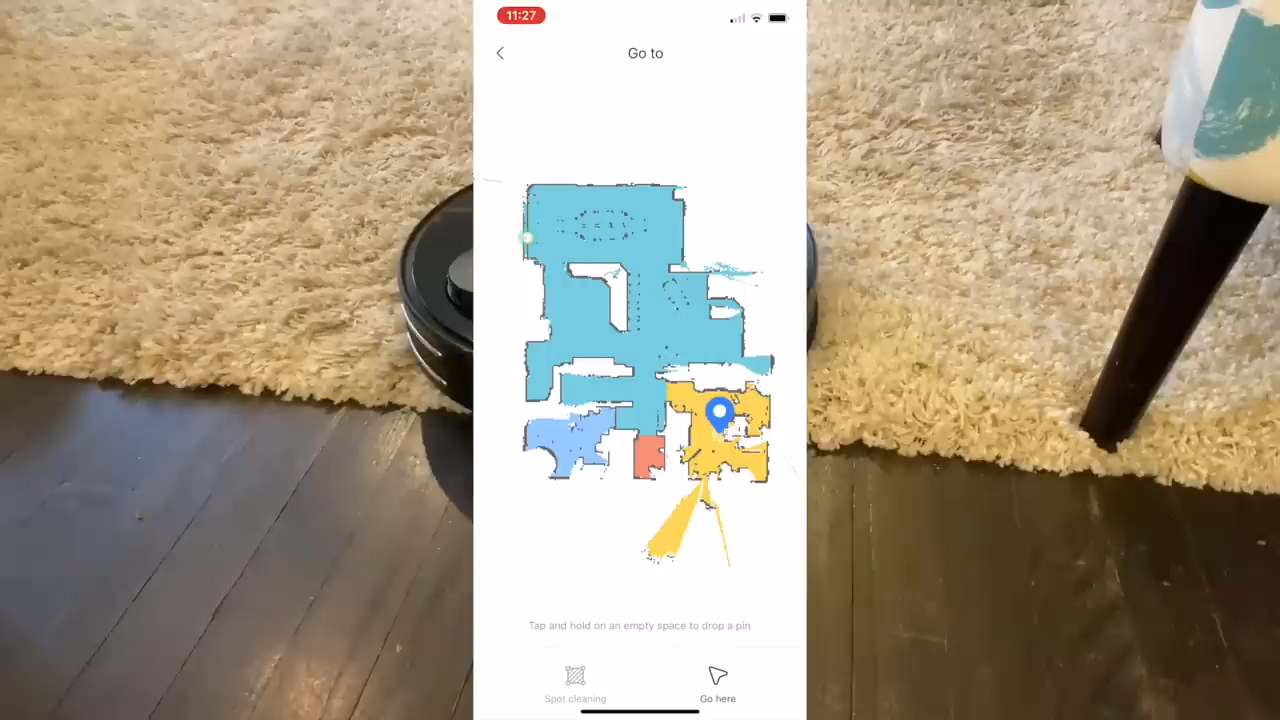 11:27
Go to
Tap and hold on an empty space to drop a pin
Spot cleaning
Go here